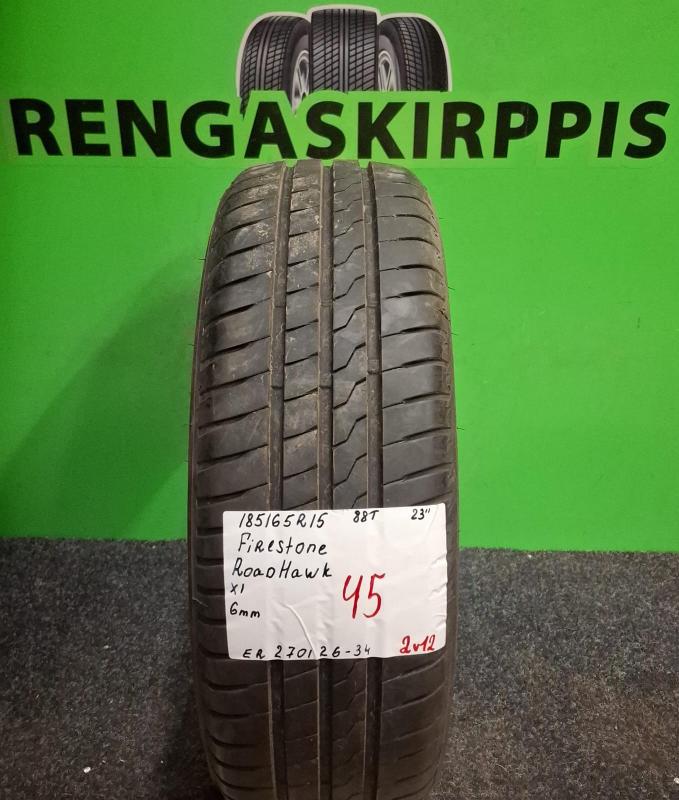 RENGASKIRPPIS
185/65R15 88T 23"
Firestone
RoadHawk
X1
6mm
45
ER 270126-34 2v12